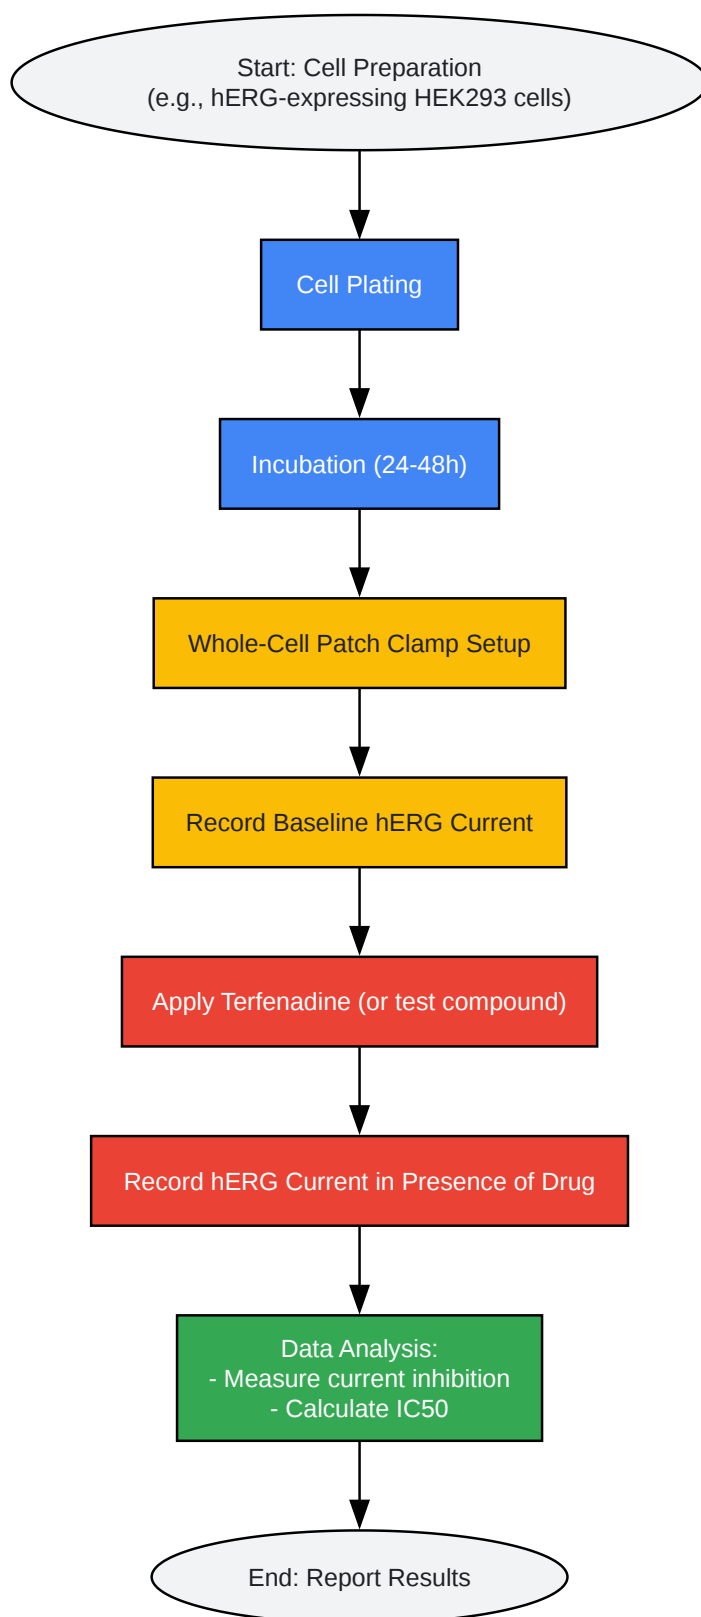 Start: Cell Preparation
(e.g., hERG-expressing HEK293 cells)
Cell Plating
Incubation (24-48h)
Whole-Cell Patch Clamp Setup
Record Baseline hERG Current
Apply Terfenadine (or test compound)
Record hERG Current in Presence of Drug
Data Analysis:
- Measure current inhibition
- Calculate IC50
End: Report Results